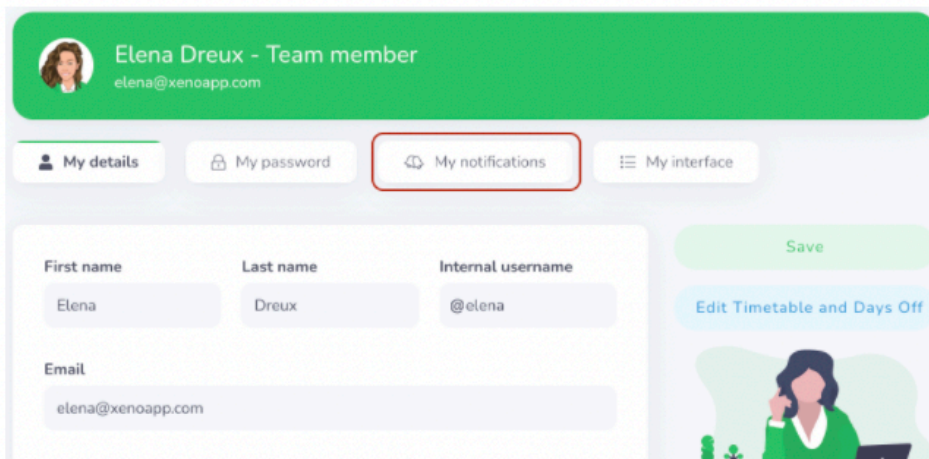 Elena Dreux - Team member
elena@xenoapp.com
My details
My password
My notifications
My interface
First name
Last name
Internal username
Elena
Dreux
@elena
Email
elena@xenoapp.com
Save
Edit Timetable and Days Off